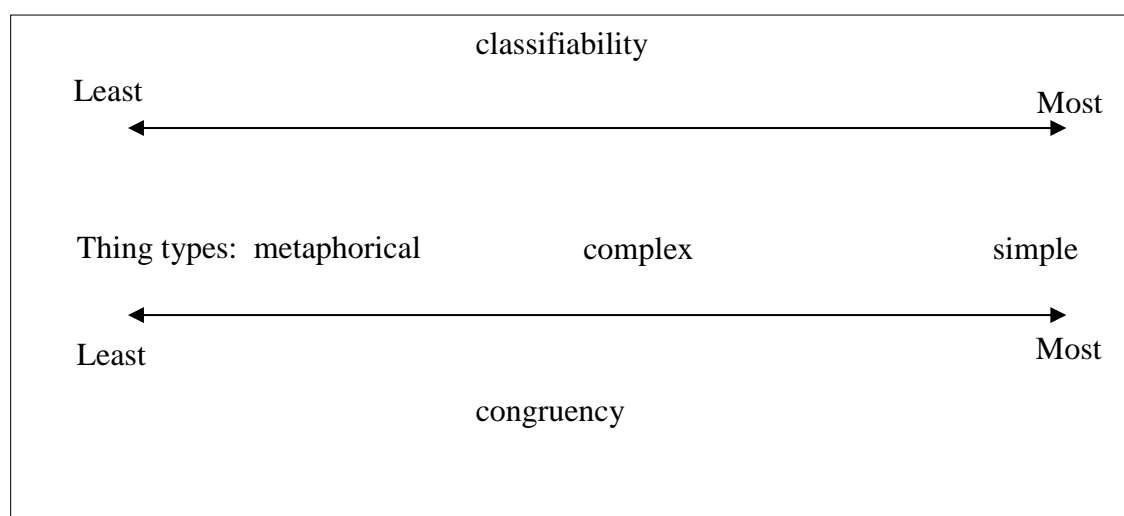 classifiability
Least Most
Thing types: metaphorical complex simple
Least Most
congruency